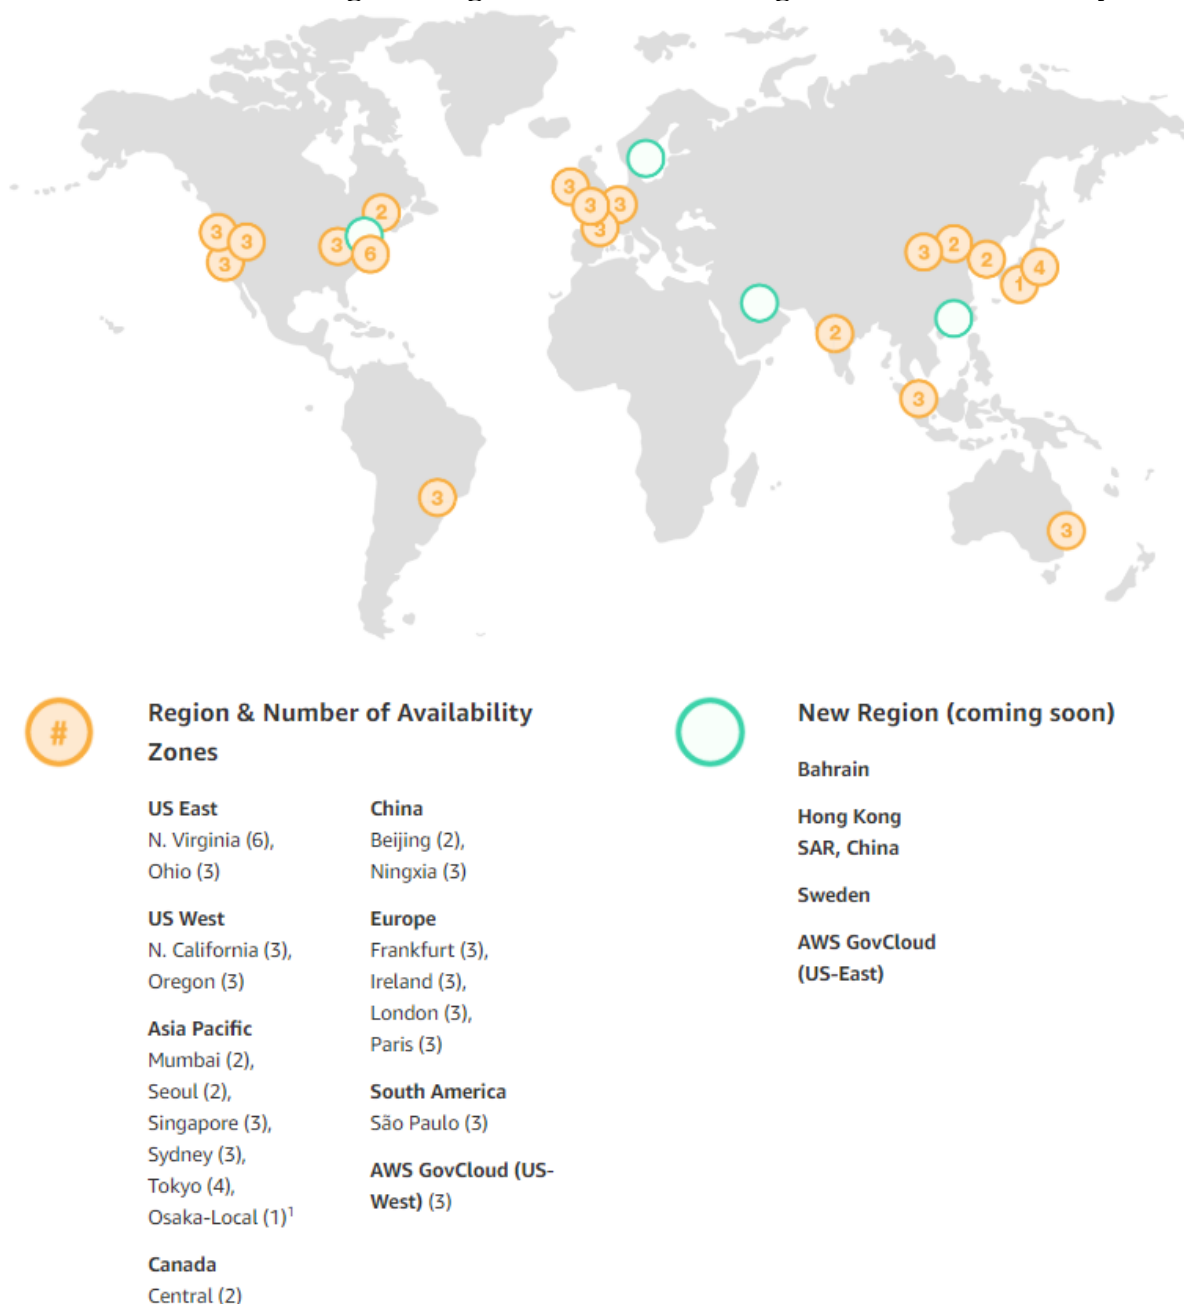 3
3
3
2
3
6
3
3
3
3
3
2
2
4
1
2
3
3
3
#
Region & Number of Availability
Zones
US East
N. Virginia (6),
Ohio (3)
US West
N. California (3),
Oregon (3)
Asia Pacific
Mumbai (2),
Seoul (2),
Singapore (3),
Sydney (3),
Tokyo (4),
Osaka-Local (1)¹
Canada
Central (2)
China
Beijing (2),
Ningxia (3)
Europe
Frankfurt (3),
Ireland (3),
London (3),
Paris (3)
South America
São Paulo (3)
AWS GovCloud (US-
West) (3)
New Region (coming soon)
Bahrain
Hong Kong
SAR, China
Sweden
AWS GovCloud
(US-East)